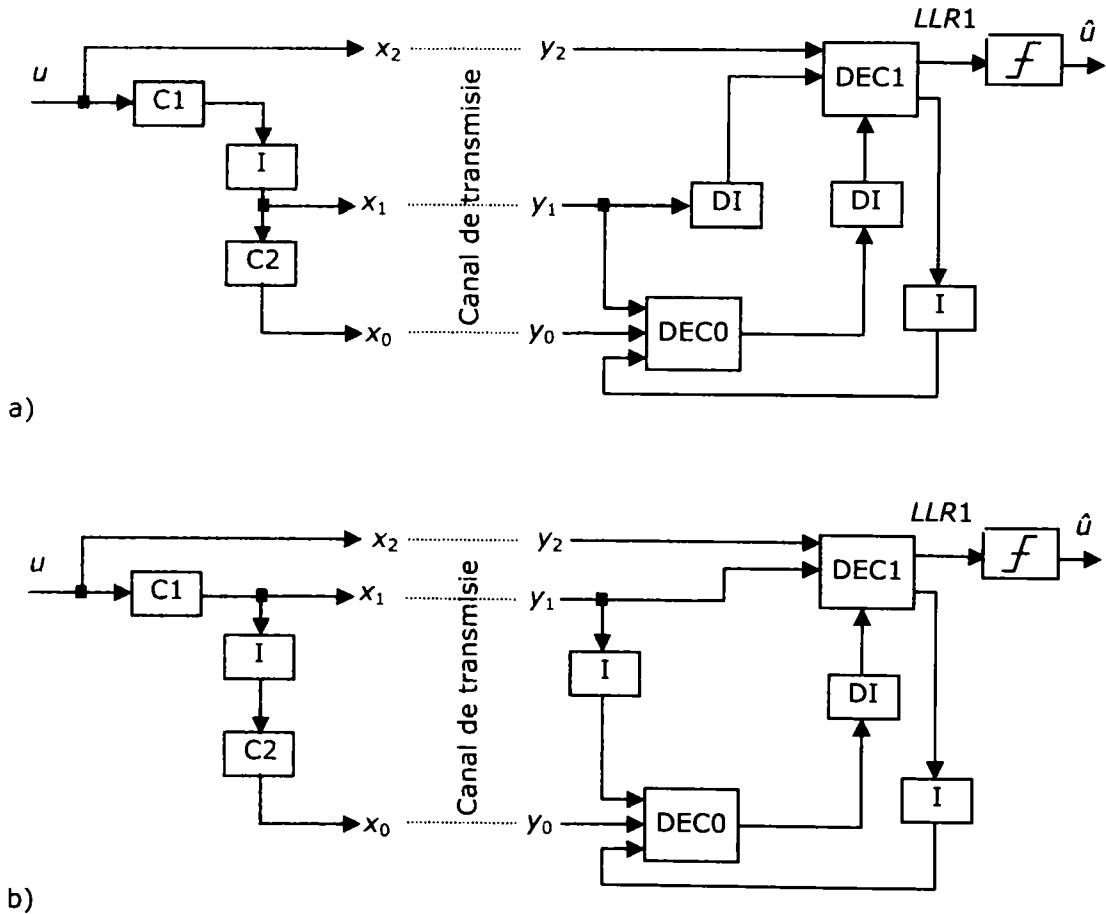 LLR1
û
x₂ y₂
u
C1
DEC1
I
DI
DI
x₁ y₁
Canal de transmisie
C2
I
x₀ y₀
DEC0
a)
LLR1
û
x₂ y₂
u
C1
x₁ y₁
DEC1
Canal de transmisie
I
I
DI
C2
I
x₀ y₀
DEC0
b)